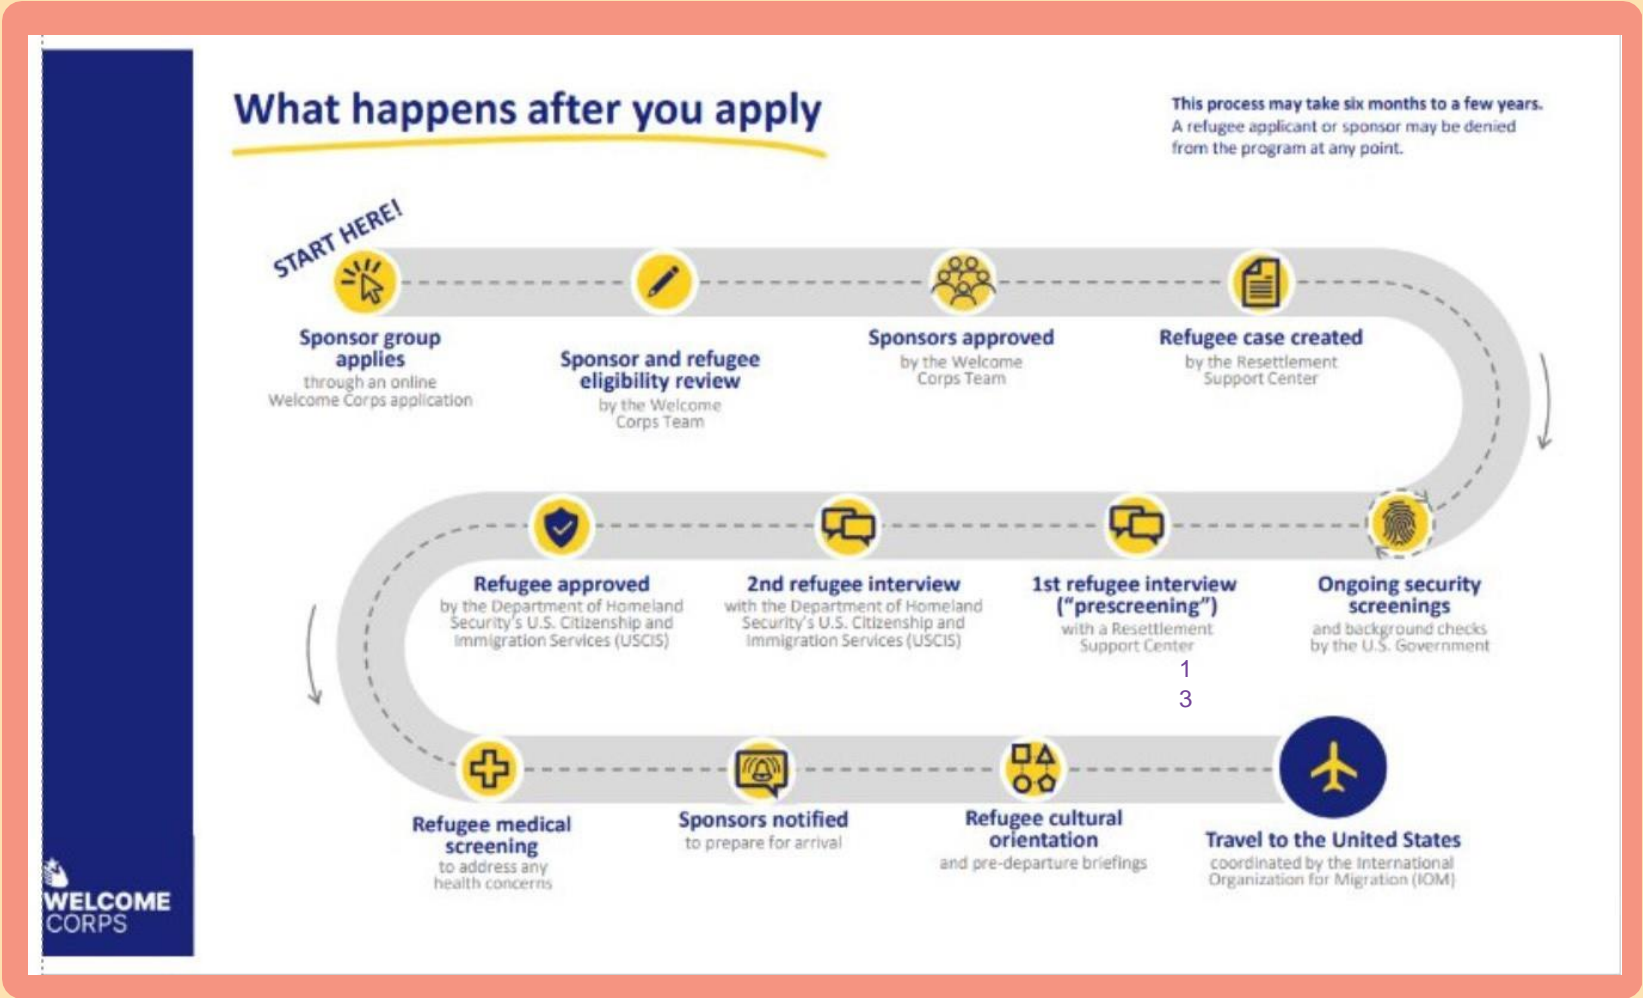 What happens after you apply
This process may take six months to a few years.
A refugee applicant or sponsor may be denied
from the program at any point.
START HERE!
Sponsor group
applies
through an online
Welcome Corps application
Sponsor and refugee
eligibility review
by the Welcome
Corps Team
Sponsors approved
by the Welcome
Corps Team
Refugee case created
by the Resettlement
Support Center
Ongoing security
screenings
and background checks
by the U.S. Government
1st refugee interview
(“prescreening”)
with a Resettlement
Support Center
2nd refugee interview
with the Department of Homeland
Security's U.S. Citizenship and
Immigration Services (USCIS)
Refugee approved
by the Department of Homeland
Security's U.S. Citizenship and
Immigration Services (USCIS)
1
3
Refugee medical
screening
to address any
health concerns
Sponsors notified
to prepare for arrival
Refugee cultural
orientation
and pre-departure briefings
Travel to the United States
coordinated by the International
Organization for Migration (IOM)
WELCOME
CORPS